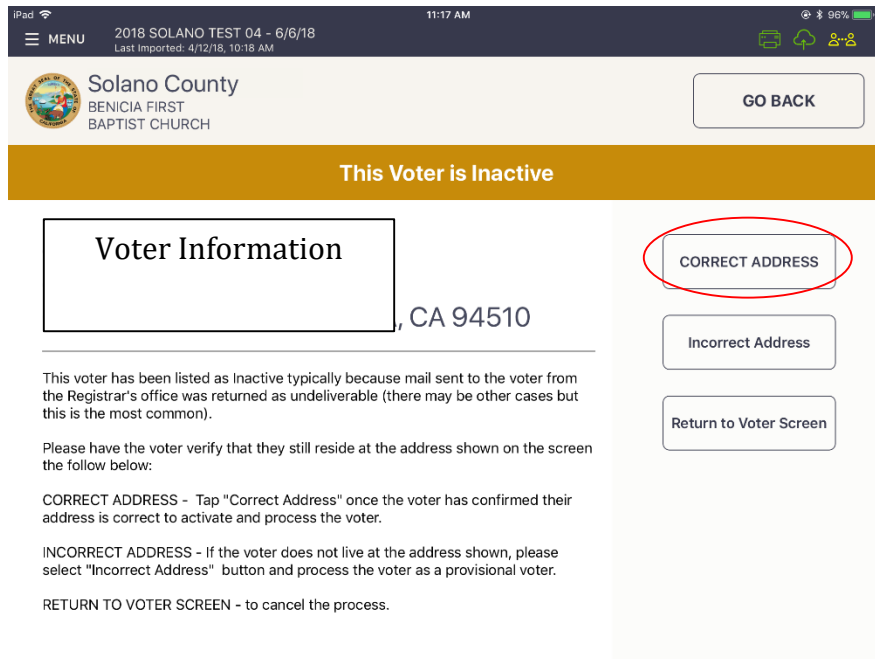 iPad 11:17 AM 96%
MENU 2018 SOLANO TEST 04 - 6/6/18
Last Imported: 4/12/18, 10:18 AM
Solano County
BENICIA FIRST
BAPTIST CHURCH
GO BACK
This Voter is Inactive
Voter Information
, CA 94510
CORRECT ADDRESS
Incorrect Address
Return to Voter Screen
This voter has been listed as Inactive typically because mail sent to the voter from
the Registrar's office was returned as undeliverable (there may be other cases but
this is the most common).
Please have the voter verify that they still reside at the address shown on the screen
the follow below:
CORRECT ADDRESS - Tap "Correct Address" once the voter has confirmed their
address is correct to activate and process the voter.
INCORRECT ADDRESS - If the voter does not live at the address shown, please
select "Incorrect Address" button and process the voter as a provisional voter.
RETURN TO VOTER SCREEN - to cancel the process.